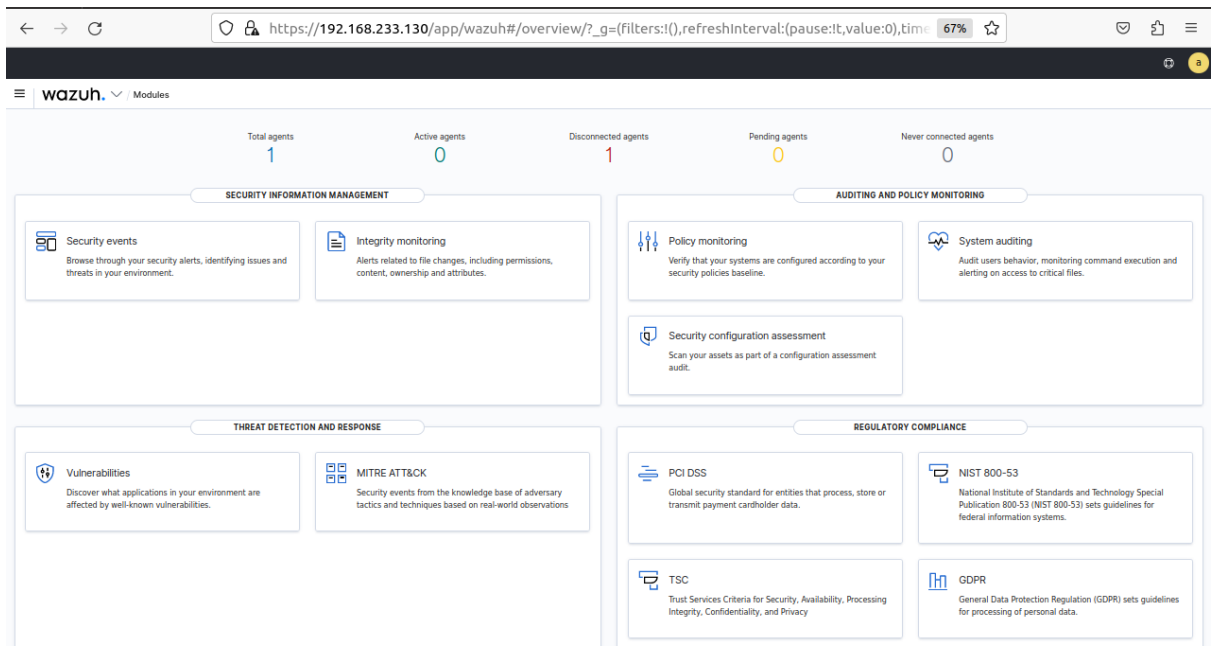 https://192.168.233.130/app/wazuh#/overview/?_g=(filters:!(),refreshInterval:(pause:!t,value:0),time 67%
a
wazuh. / Modules
Total agents Active agents Disconnected agents Pending agents Never connected agents
1 0 1 0 0
SECURITY INFORMATION MANAGEMENT
Security events
Browse through your security alerts, identifying issues and
threats in your environment.
Integrity monitoring
Alerts related to file changes, including permissions,
content, ownership and attributes.
AUDITING AND POLICY MONITORING
Policy monitoring
Verify that your systems are configured according to your
security policies baseline.
System auditing
Audit users behavior, monitoring command execution and
alerting on access to critical files.
Security configuration assessment
Scan your assets as part of a configuration assessment
audit.
THREAT DETECTION AND RESPONSE
Vulnerabilities
Discover what applications in your environment are
affected by well-known vulnerabilities.
MITRE ATT&CK
Security events from the knowledge base of adversary
tactics and techniques based on real-world observations
REGULATORY COMPLIANCE
PCI DSS
Global security standard for entities that process, store or
transmit payment cardholder data.
NIST 800-53
National Institute of Standards and Technology Special
Publication 800-53 (NIST 800-53) sets guidelines for
federal information systems.
TSC
Trust Services Criteria for Security, Availability, Processing
Integrity, Confidentiality, and Privacy
GDPR
General Data Protection Regulation (GDPR) sets guidelines
for processing of personal data.